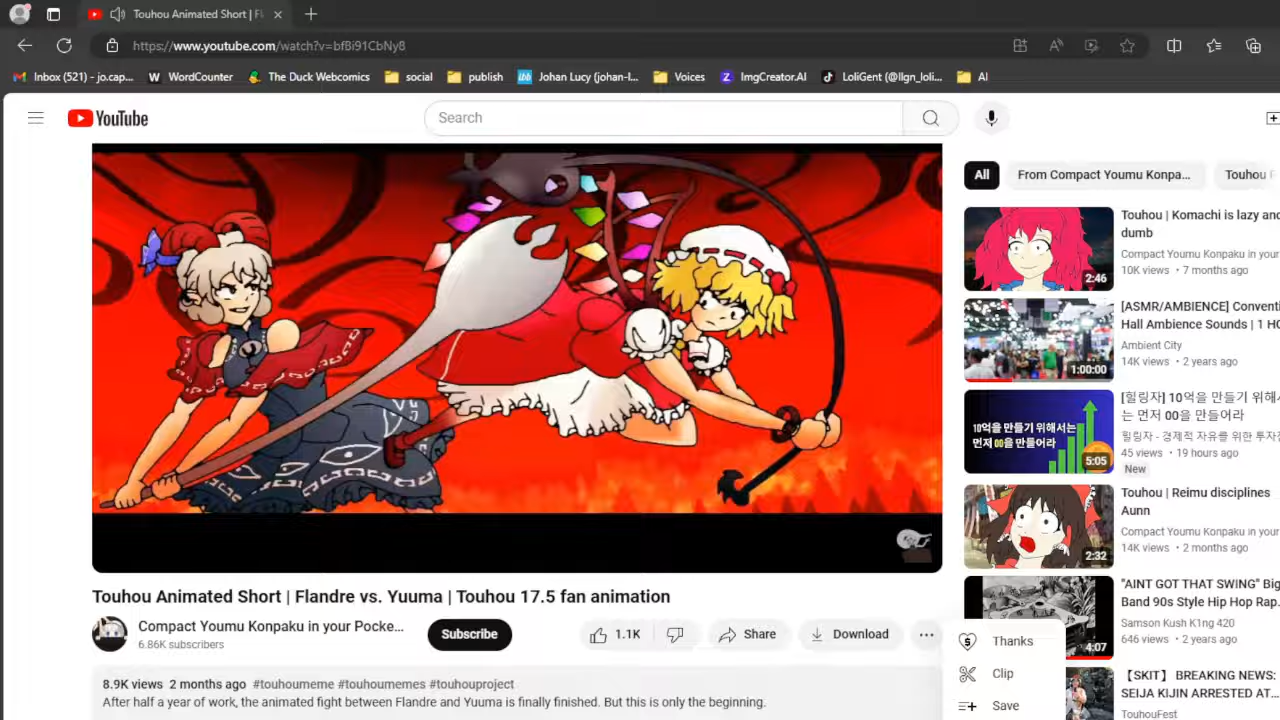 Touhou Animated Short | Fl
https://www.youtube.com/watch?v=bfBi91CbNy8
Inbox (521) - jo.cap...
WordCounter
The Duck Webcomics
social
publish
Johan Lucy (johan-l...
Voices
ImgCreator.AI
LoliGent (@llgn_loli...
AI
YouTube
Search
All
From Compact Youmu Konpa...
Touhou
Touhou | Komachi is lazy and
dumb
Compact Youmu Konpaku in your
10K views • 7 months ago
2:46
[ASMR/AMBIENCE] Conventi
Hall Ambience Sounds | 1 HO
Ambient City
14K views • 2 years ago
1:00:00
[힐링자] 10억을 만들기 위해서
는 먼저 00을 만들어라
힐링자 - 경제적 자유를 위한 투자
45 views • 19 hours ago
New
10억을 만들기 위해서는
먼저 00을 만들어라
5:05
Touhou | Reimu disciplines
Aunn
Compact Youmu Konpaku in your
14K views • 2 months ago
2:32
"AINT GOT THAT SWING" Big
Band 90s Style Hip Hop Rap.
Samson Kush K1ng 420
646 views • 2 years ago
4:07
【SKIT】 BREAKING NEWS:
SEIJA KIJIN ARRESTED AT...
TouhouFest
Touhou Animated Short | Flandre vs. Yuuma | Touhou 17.5 fan animation
Compact Youmu Konpaku in your Pocke...
6.86K subscribers
Subscribe
1.1K
Share
Download
Thanks
Clip
Save
8.9K views 2 months ago #touhoumeme #touhoumemes #touhouproject
After half a year of work, the animated fight between Flandre and Yuuma is finally finished. But this is only the beginning.